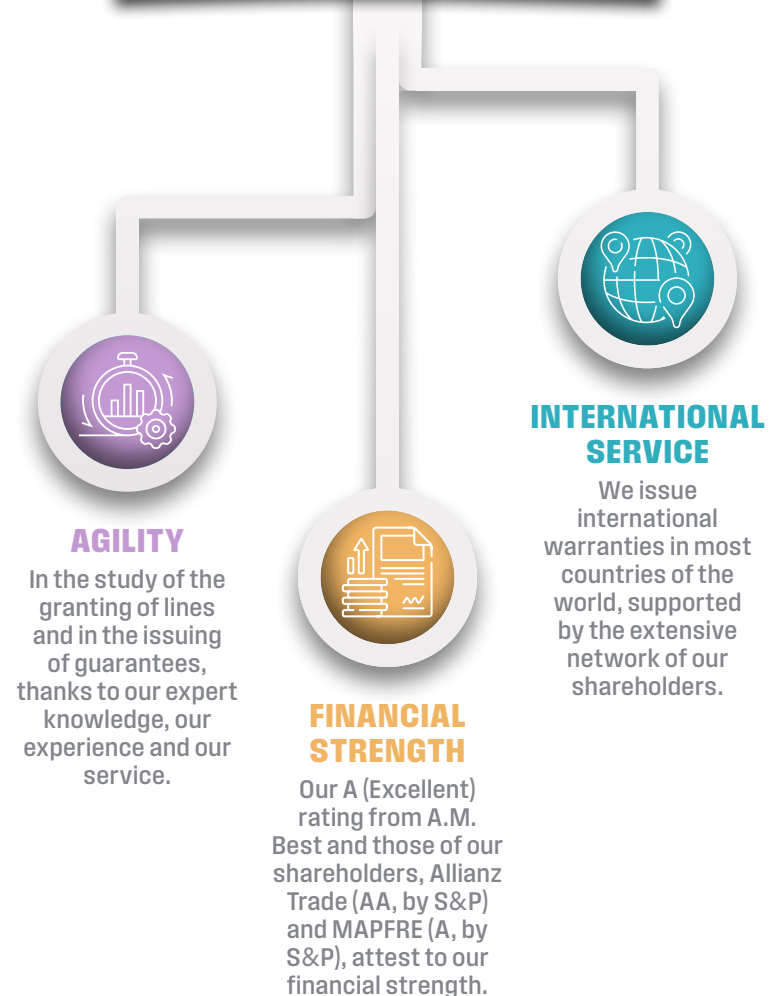 AGILITY
In the study of the
granting of lines
and in the issuing
of guarantees,
thanks to our expert
knowledge, our
experience and our
service.
FINANCIAL
STRENGTH
Our A (Excellent)
rating from A.M.
Best and those of our
shareholders, Allianz
Trade (AA, by S&P)
and MAPFRE (A, by
S&P), attest to our
financial strength.
INTERNATIONAL
SERVICE
We issue
international
warranties in most
countries of the
world, supported
by the extensive
network of our
shareholders.